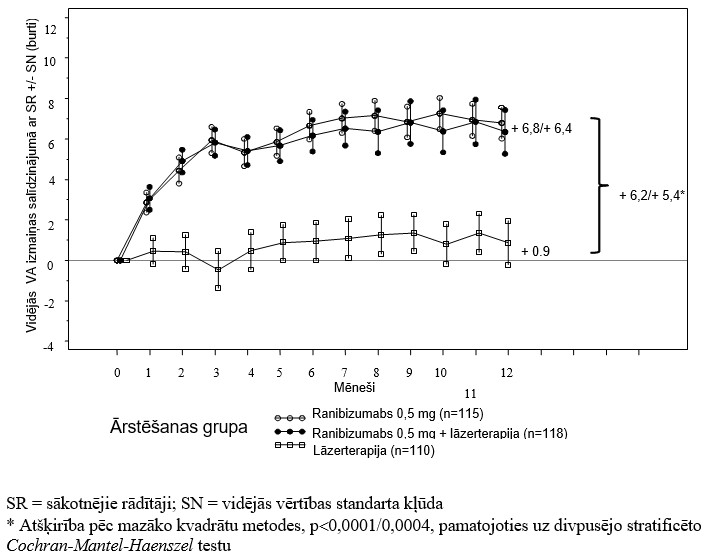 Vidējās VA izmaiņas salīdzinājumā ar SR +/- SN (burti)
12
10
8
6
4
2
0
-2
-4
+ 6,8/+ 6,4
+ 6,2/+ 5,4*
+ 0.9
0 1 2 3 4 5 6 7 8 9 10 11 12
Mēneši
Ārstēšanas grupa
Ranibizumabs 0,5 mg (n=115)
Ranibizumabs 0,5 mg + lāzerterapija (n=118)
Lāzerterapija (n=110)
SR = sākotnējie rādītāji; SN = vidējās vērtības standarta kļūda
* Atšķirība pēc mazāko kvadrātu metodes, p<0,0001/0,0004, pamatojoties uz divpusējo stratificēto
Cochran-Mantel-Haenszel testu